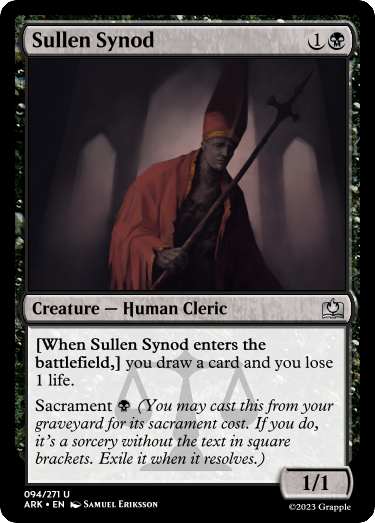 Sullen Synod 1
Creature — Human Cleric
[When Sullen Synod enters the
battlefield,] you draw a card and you lose
1 life.
Sacrament (You may cast this from your
graveyard for its sacrament cost. If you do,
it's a sorcery without the text in square
brackets. Exile it when it resolves.)
1/1
094/271 U
ARK • EN Samuel Eriksson
©2023 Grapple